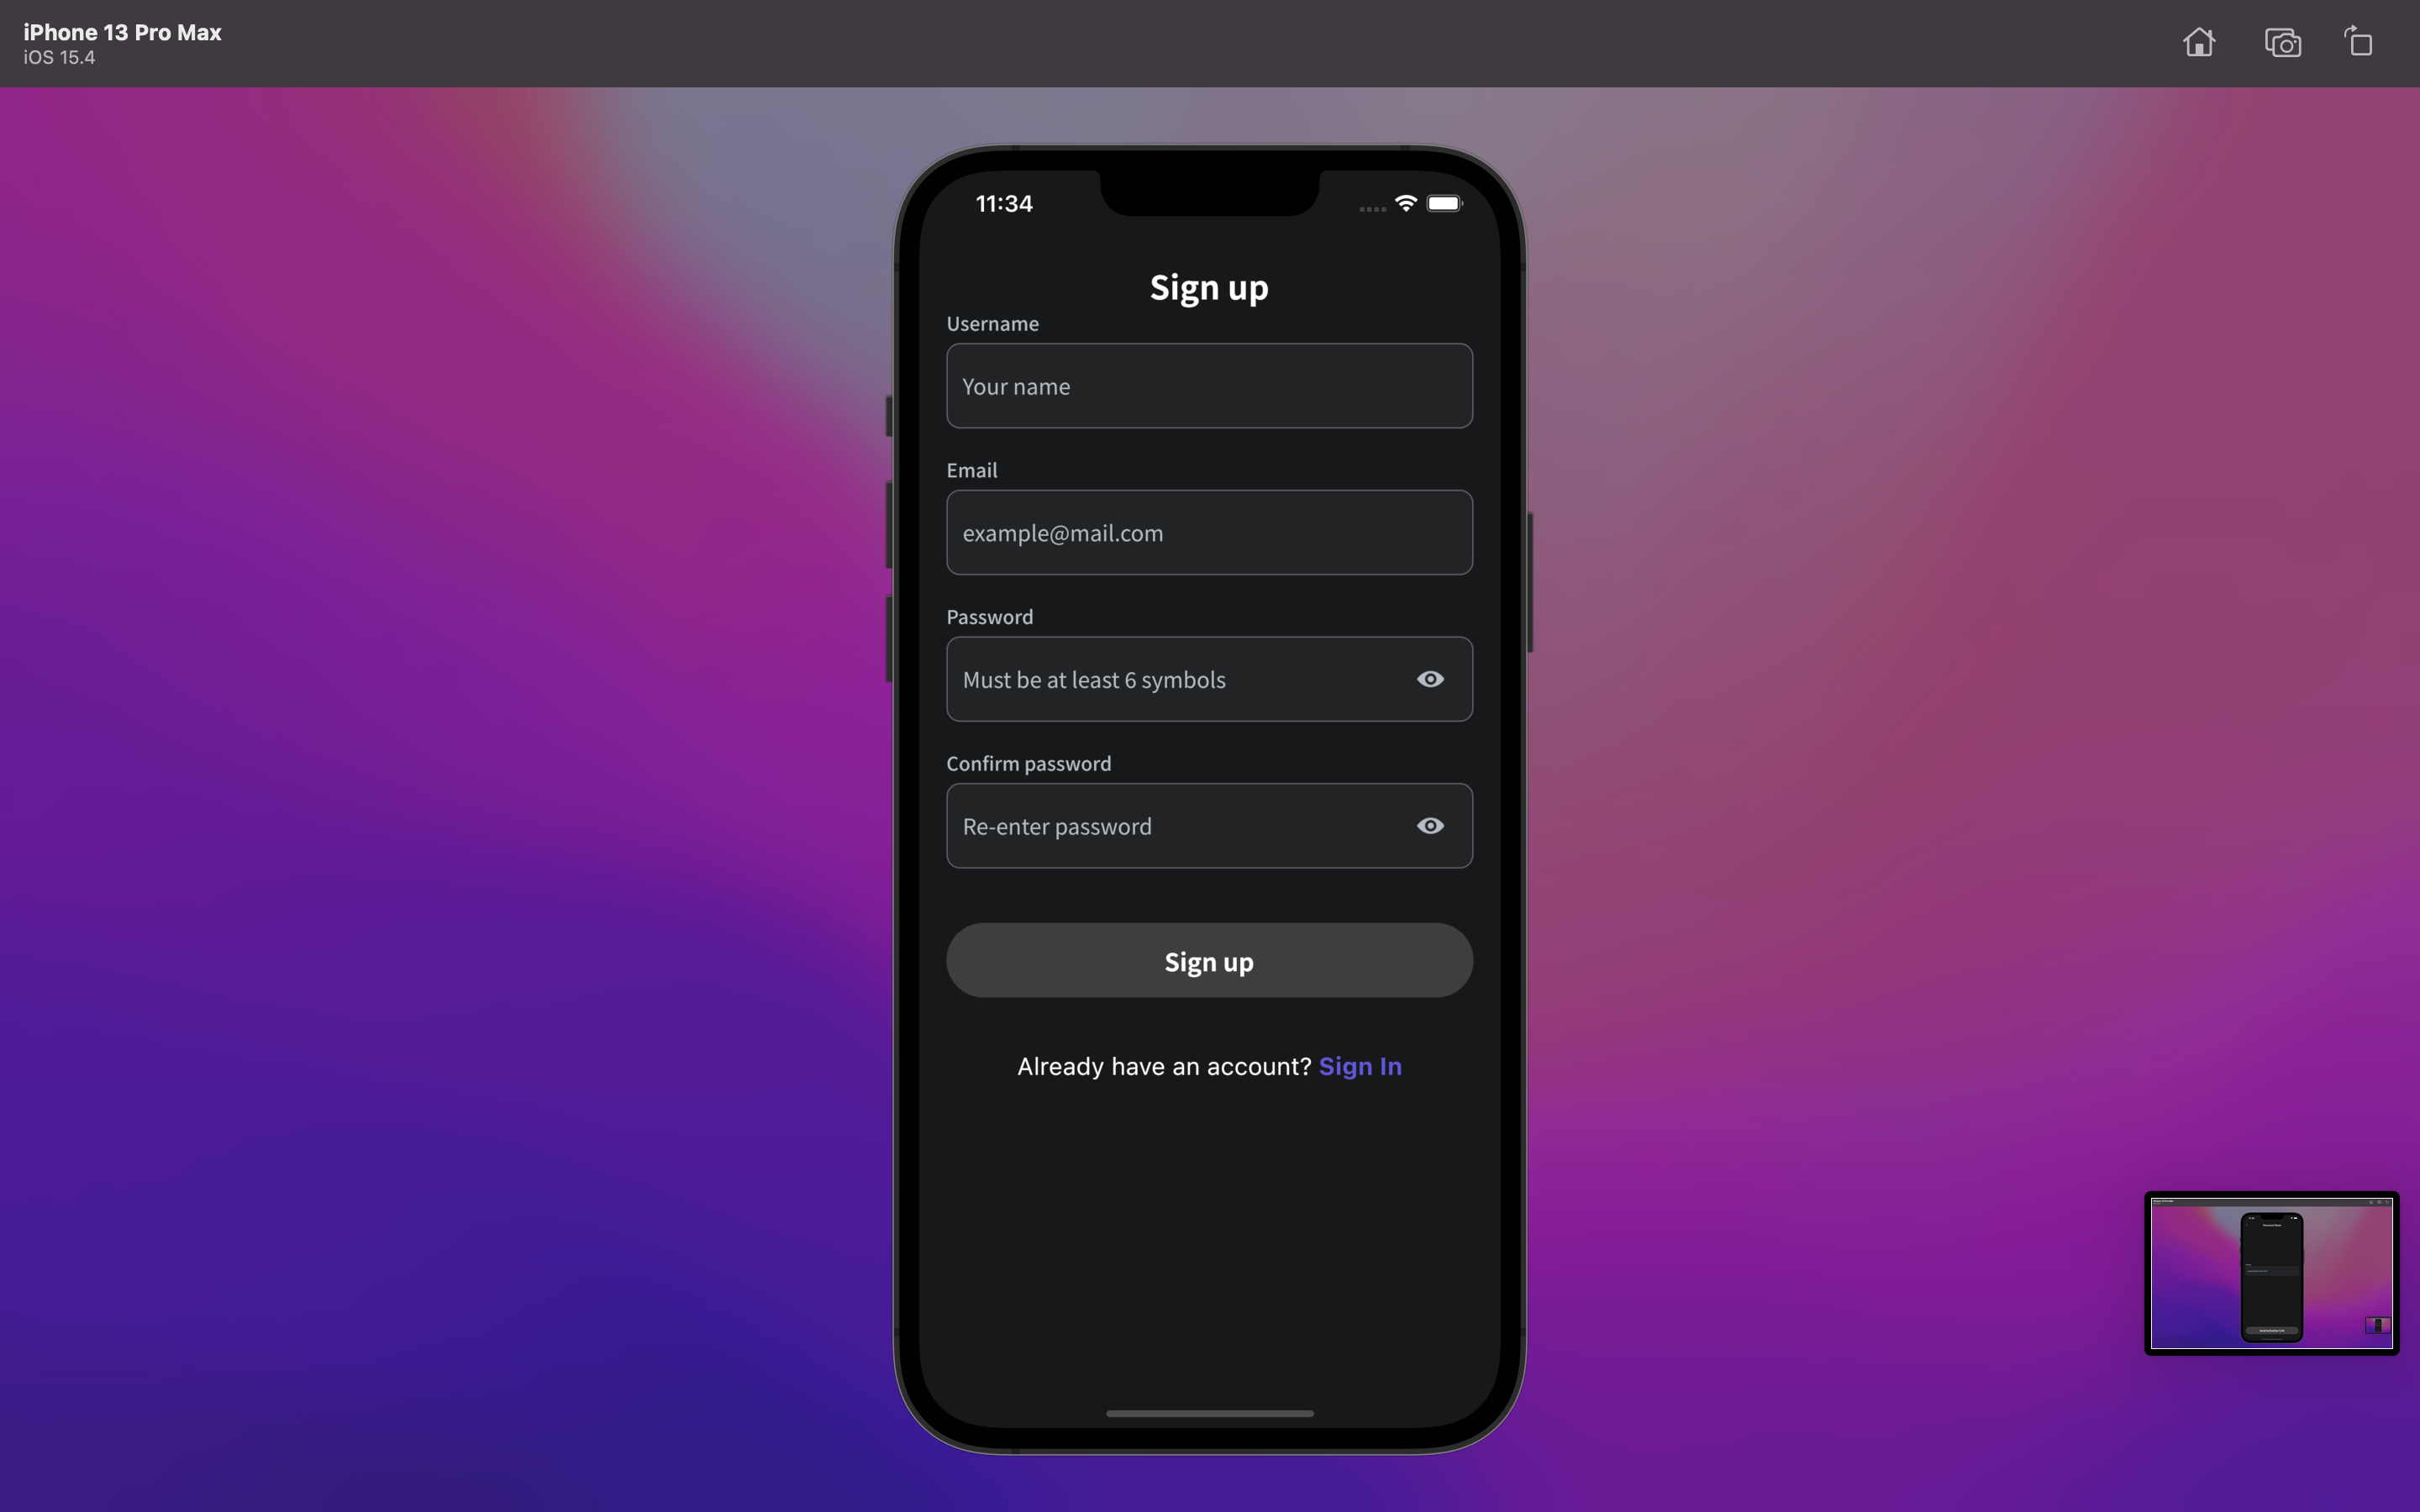 iPhone 13 Pro Max
iOS 15.4
11:34
Sign up
Username
Your name
Email
example@mail.com
Password
Must be at least 6 symbols
Confirm password
Re-enter password
Sign up
Already have an account? Sign In